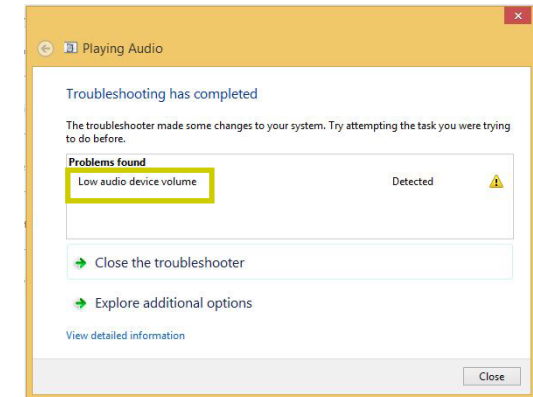 Playing Audio
Troubleshooting has completed
The troubleshooter made some changes to your system. Try attempting the task you were trying
to do before.
Problems found
Low audio device volume Detected
Close the troubleshooter
Explore additional options
View detailed information
Close